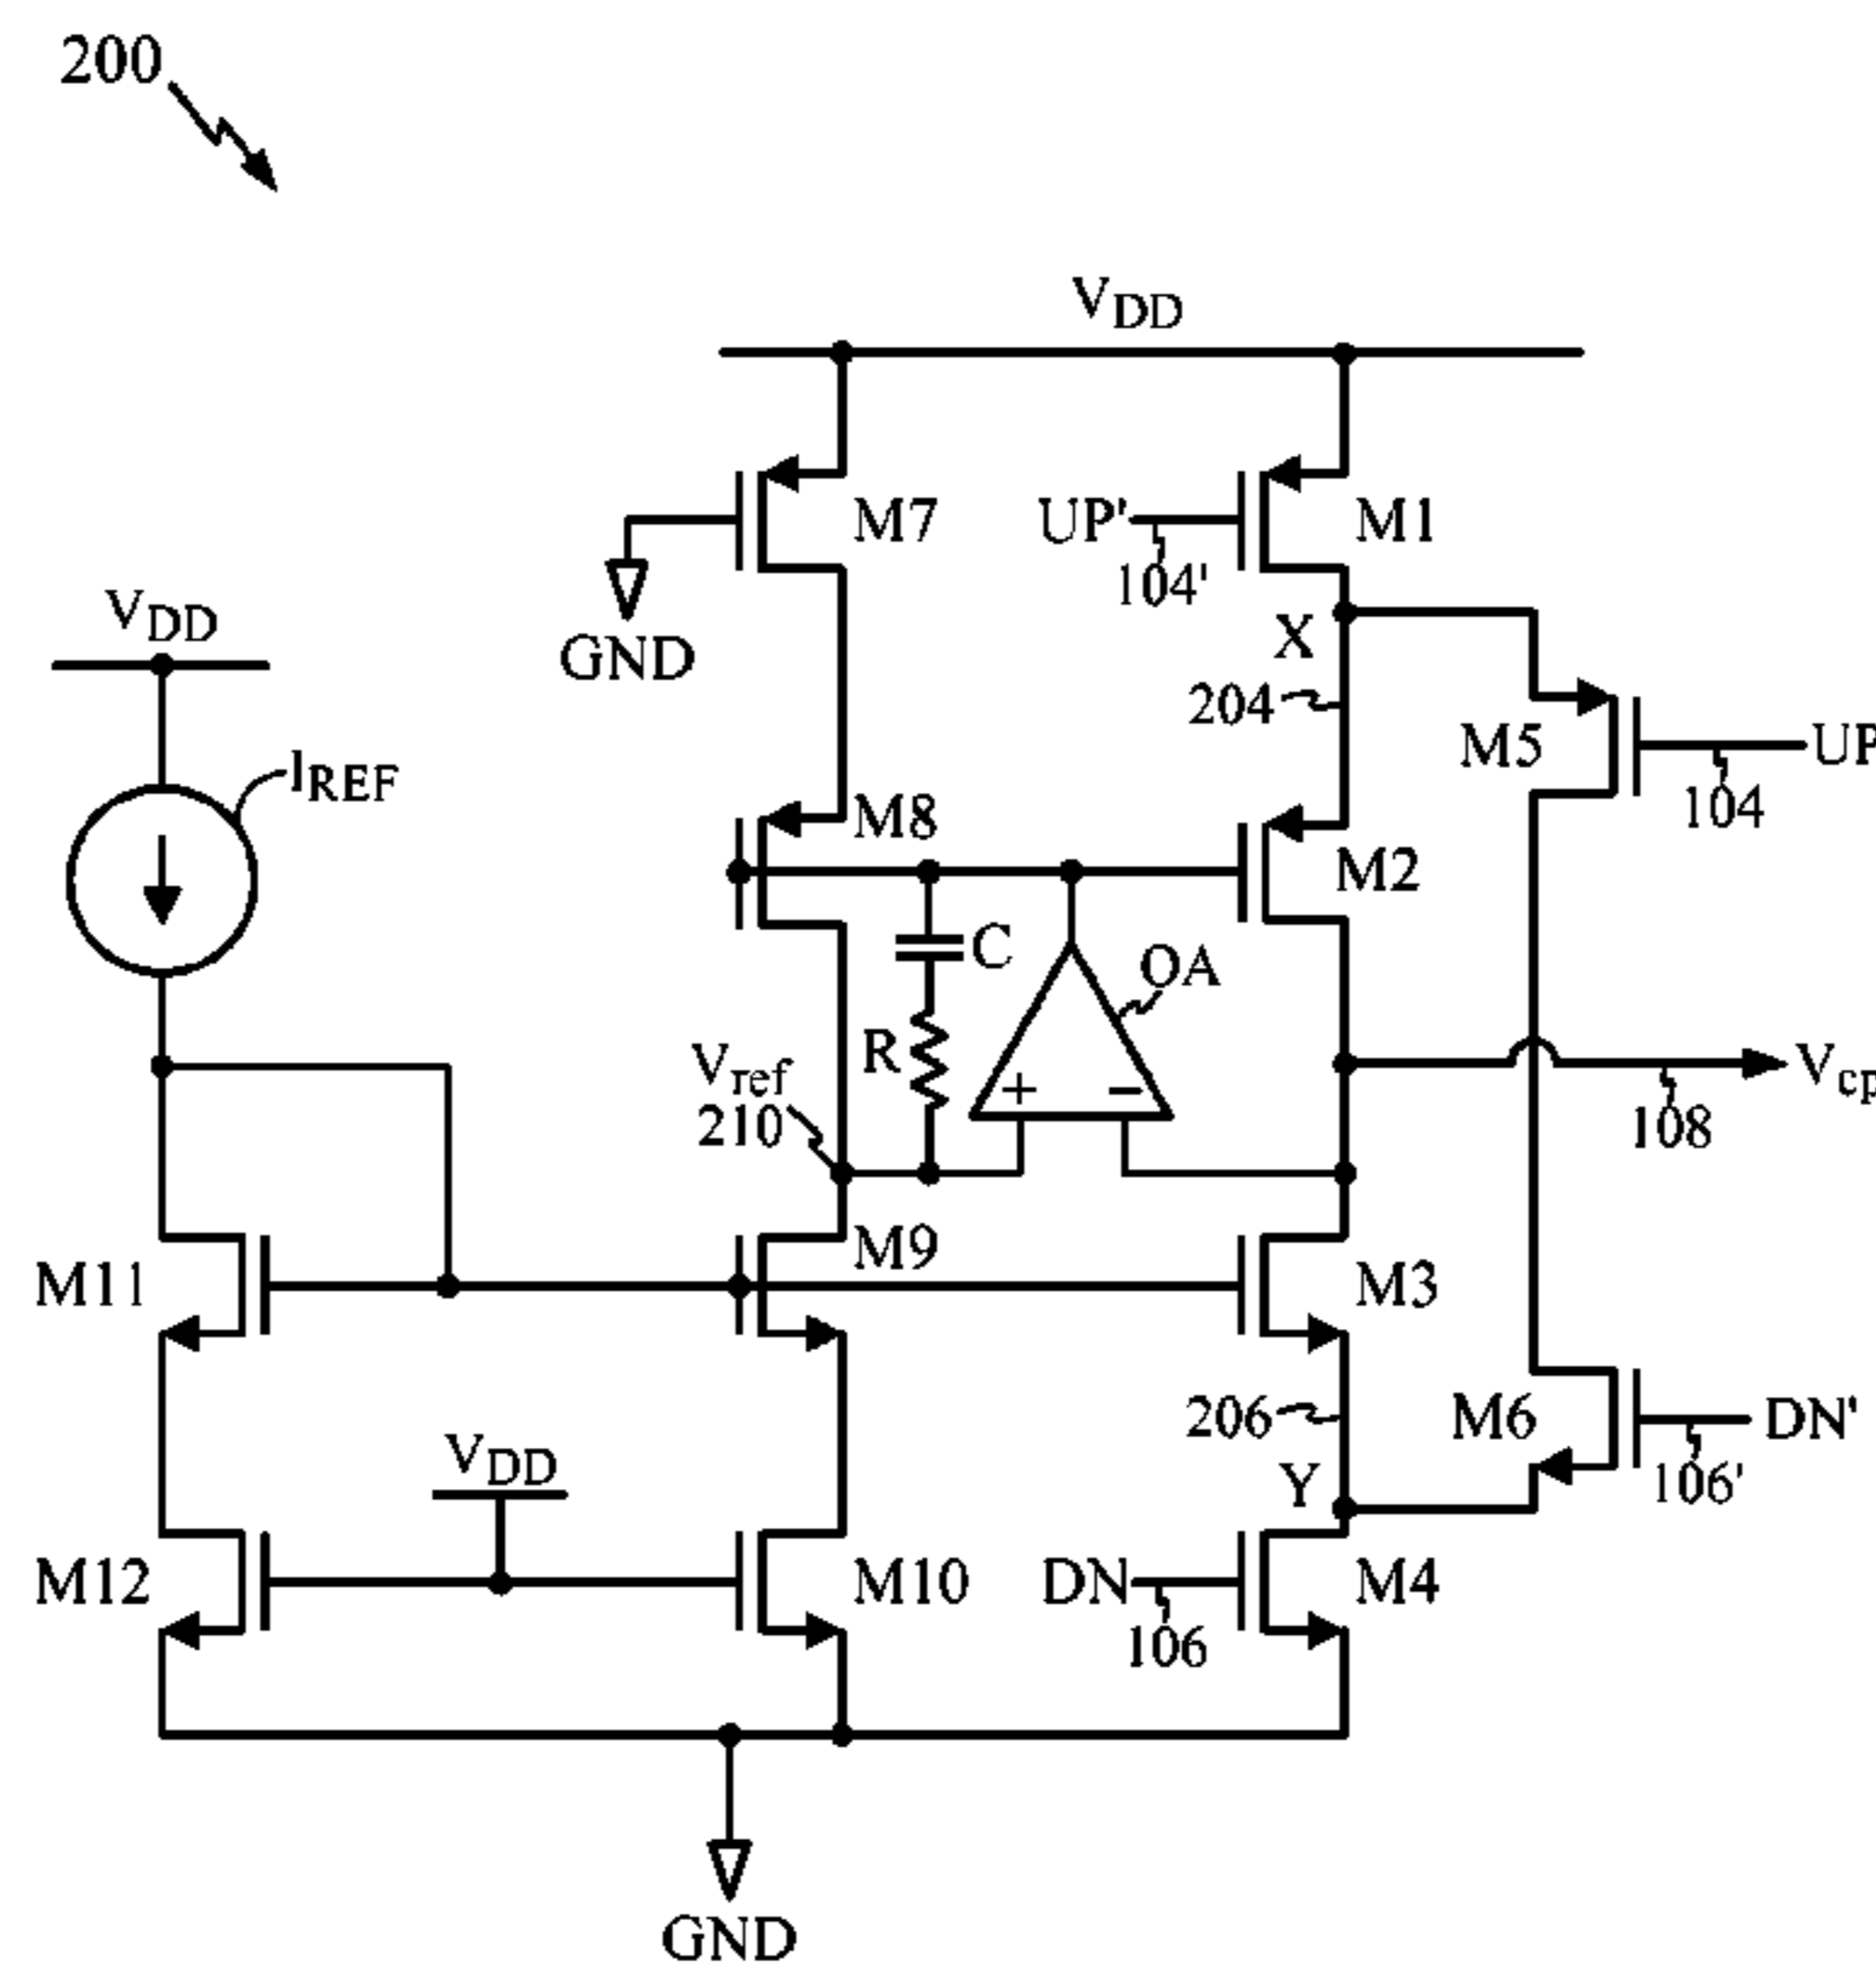 200
VDD
M7
UP'
M1
104'
GND
X
VDD
204
M5
UP
IREF
M8
104
M2
C
OA
R
Vref
210
+
−
Vcp
108
M9
M11
M3
206
M6
DN'
VDD
Y
106'
M12
M10
DN
M4
106
GND